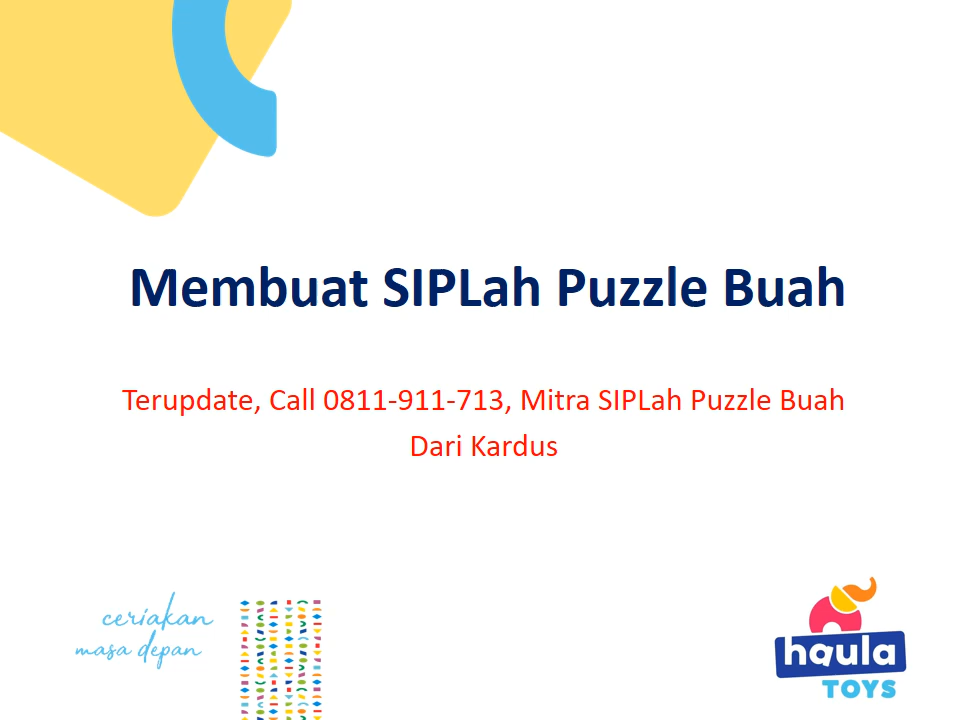 Membuat SIPLah Puzzle Buah
Terupdate, Call 0811-911-713, Mitra SIPLah Puzzle Buah
Dari Kardus
ceriakan
masa depan
haula
TOYS